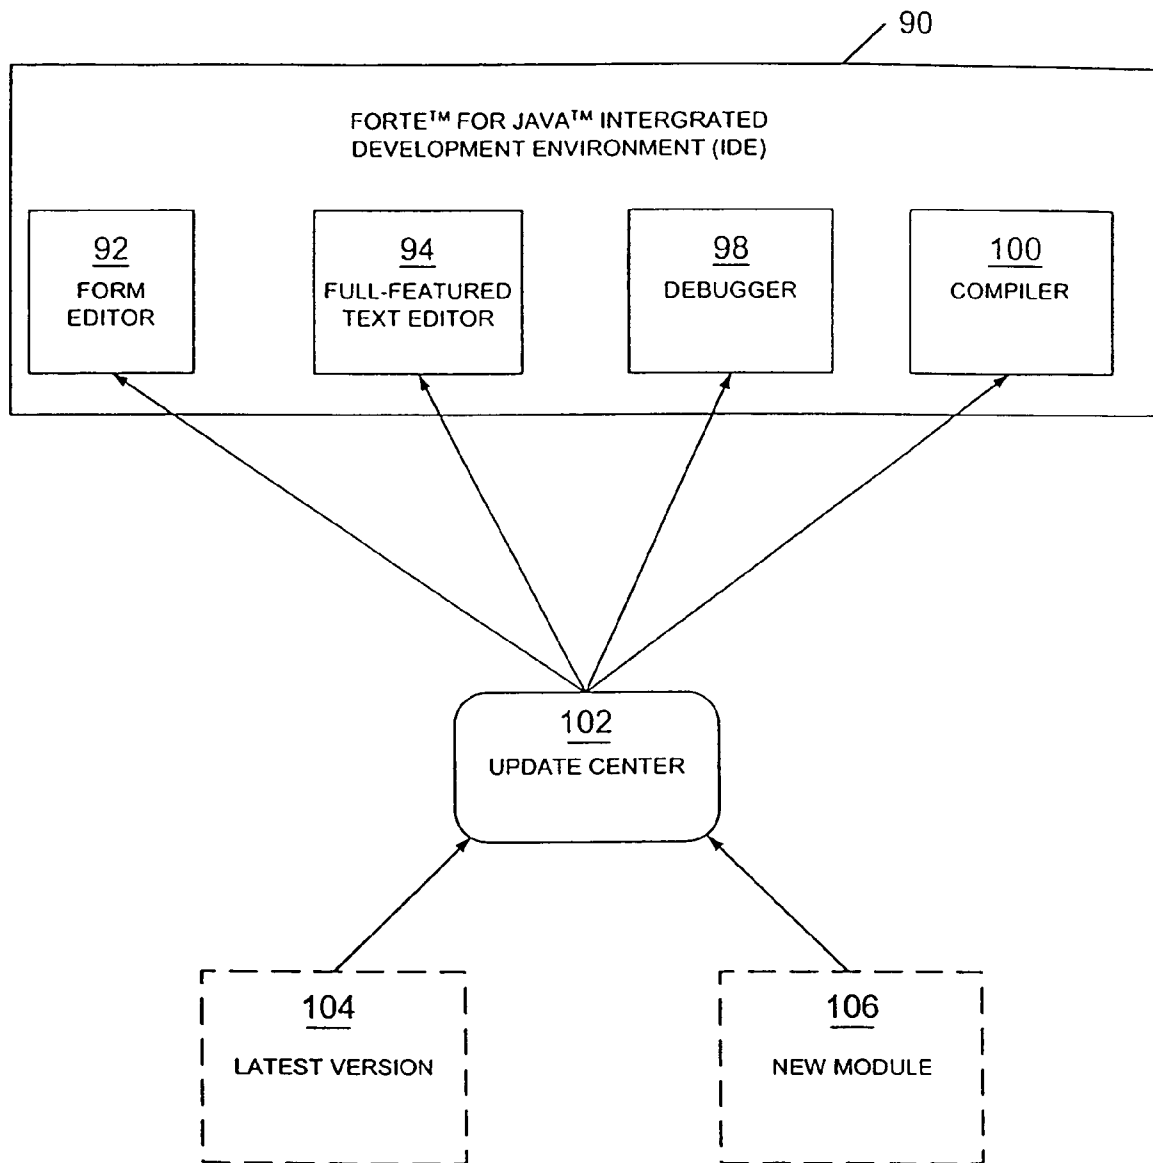 90
FORTE™ FOR JAVA™ INTERGRATED
DEVELOPMENT ENVIRONMENT (IDE)
92
FORM
EDITOR
94
FULL-FEATURED
TEXT EDITOR
98
DEBUGGER
100
COMPILER
102
UPDATE CENTER
104
LATEST VERSION
106
NEW MODULE